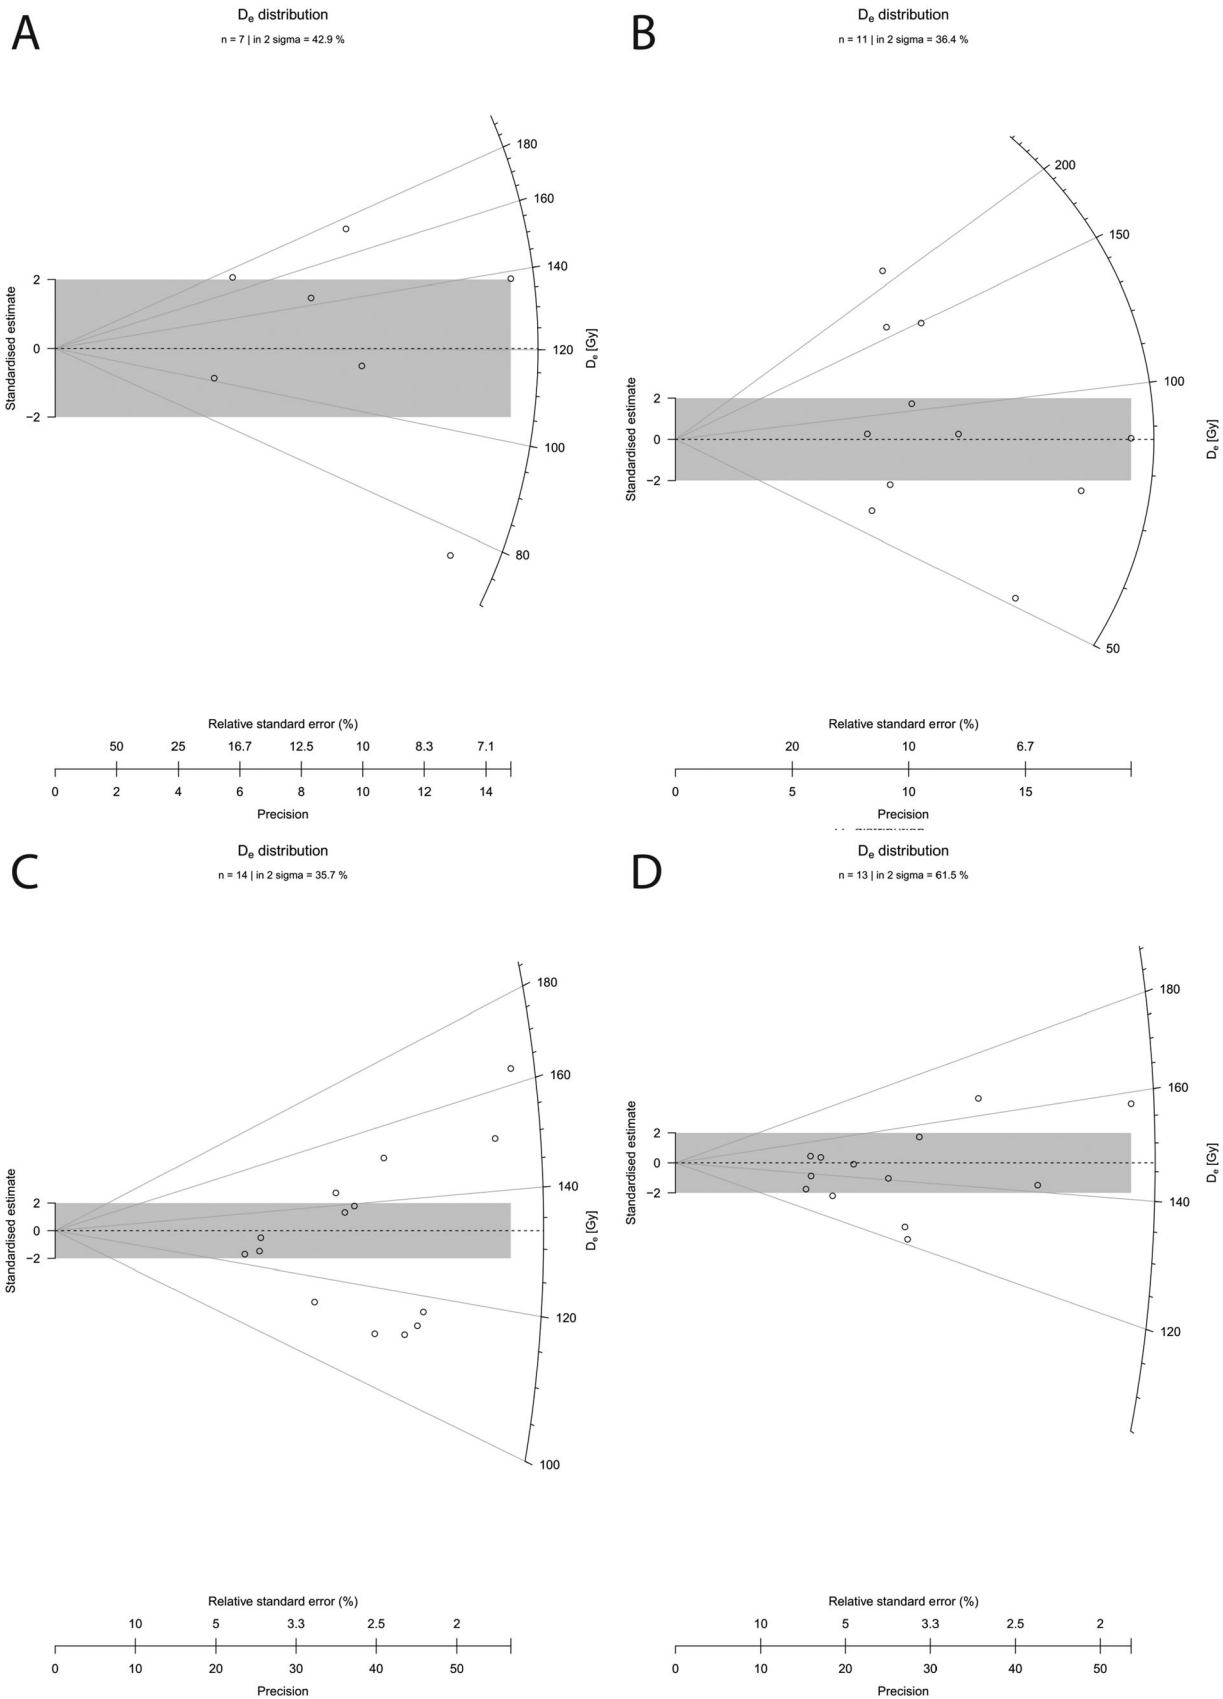 A
De distribution
n = 7 | in 2 sigma = 42.9 %
180
160
140
120
100
80
De [Gy]
Standardised estimate
2
0
−2
Relative standard error (%)
50 25 16.7 12.5 10 8.3 7.1
0 2 4 6 8 10 12 14
Precision
B
De distribution
n = 11 | in 2 sigma = 36.4 %
200
150
100
50
De [Gy]
Standardised estimate
2
0
−2
Relative standard error (%)
20 10 6.7
0 5 10 15
Precision
C
De distribution
n = 14 | in 2 sigma = 35.7 %
180
160
140
120
100
De [Gy]
Standardised estimate
2
0
−2
Relative standard error (%)
10 5 3.3 2.5 2
0 10 20 30 40 50
Precision
D
De distribution
n = 13 | in 2 sigma = 61.5 %
180
160
140
120
De [Gy]
Standardised estimate
2
0
−2
Relative standard error (%)
10 5 3.3 2.5 2
0 10 20 30 40 50
Precision